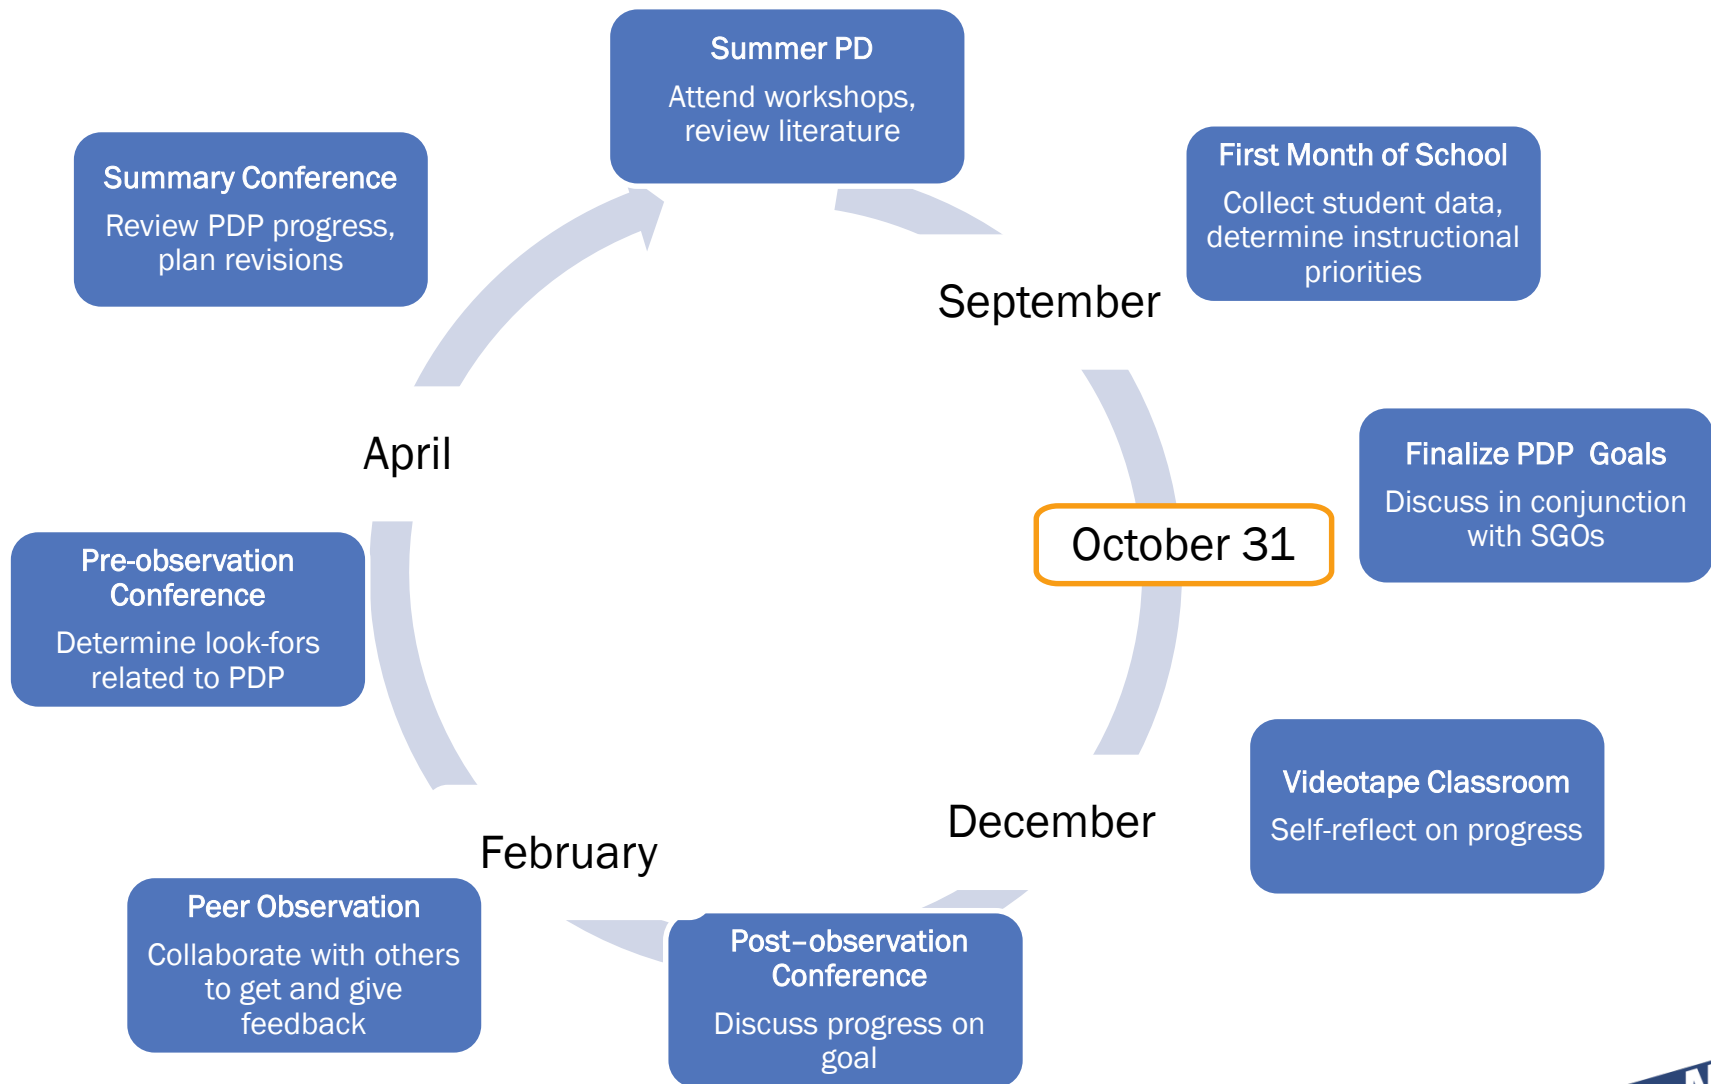 Summer PD
Attend workshops,
review literature
First Month of School
Collect student data,
determine instructional
priorities
September
Finalize PDP Goals
Discuss in conjunction
with SGOs
October 31
Videotape Classroom
Self-reflect on progress
December
Post–observation
Conference
Discuss progress on
goal
February
Peer Observation
Collaborate with others
to get and give
feedback
Pre-observation
Conference
Determine look-fors
related to PDP
April
Summary Conference
Review PDP progress,
plan revisions